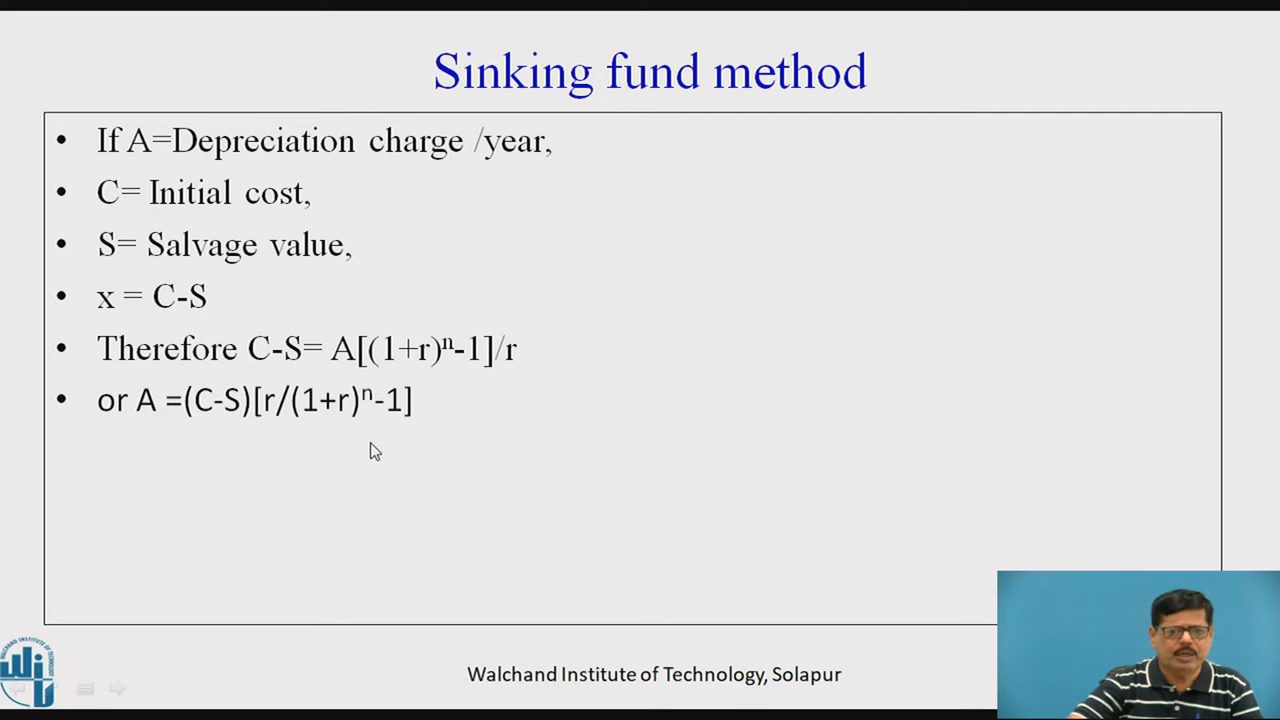 Sinking fund method
• If A=Depreciation charge /year,
• C= Initial cost,
• S= Salvage value,
• x = C-S
• Therefore C-S= A[(1+r)ⁿ-1]/r
• or A =(C-S)[r/(1+r)ⁿ-1]
Walchand Institute of Technology, Solapur